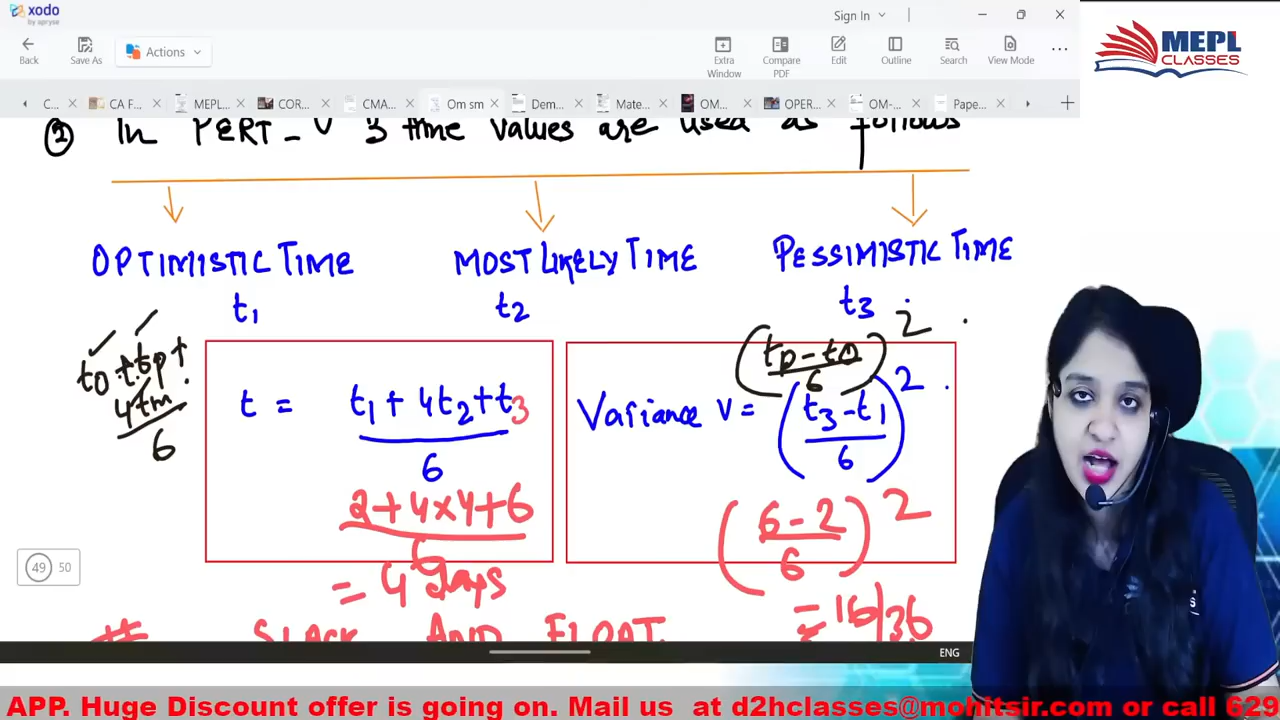 xodo
by apryse
Sign In
Back
Save As
Actions
Extra Window
Compare PDF
Edit
Outline
Search
View Mode
C...
CA F...
MEPL...
COR...
CMA...
Om sm
Dem...
Mate...
OM...
OPER...
OM-...
Pape...
MEPL
CLASSES
② In PERT - V 3 time values are used as follows
OPTIMISTIC TIME
MOST LIKELY TIME
PESSIMISTIC TIME
t1
t2
t3
to + tp +
4tm
6
t = t1 + 4t2 + t3
6
(tp - to
6)2
Variance V = (t3 - t1
6)2
2 + 4 x 4 + 6
6
= 4 days
(6 - 2
6)2
= 16/36
49 50
# SLACK AND FLOAT
ENG
APP. Huge Discount offer is going on. Mail us at d2hclasses@mohitsir.com or call 629